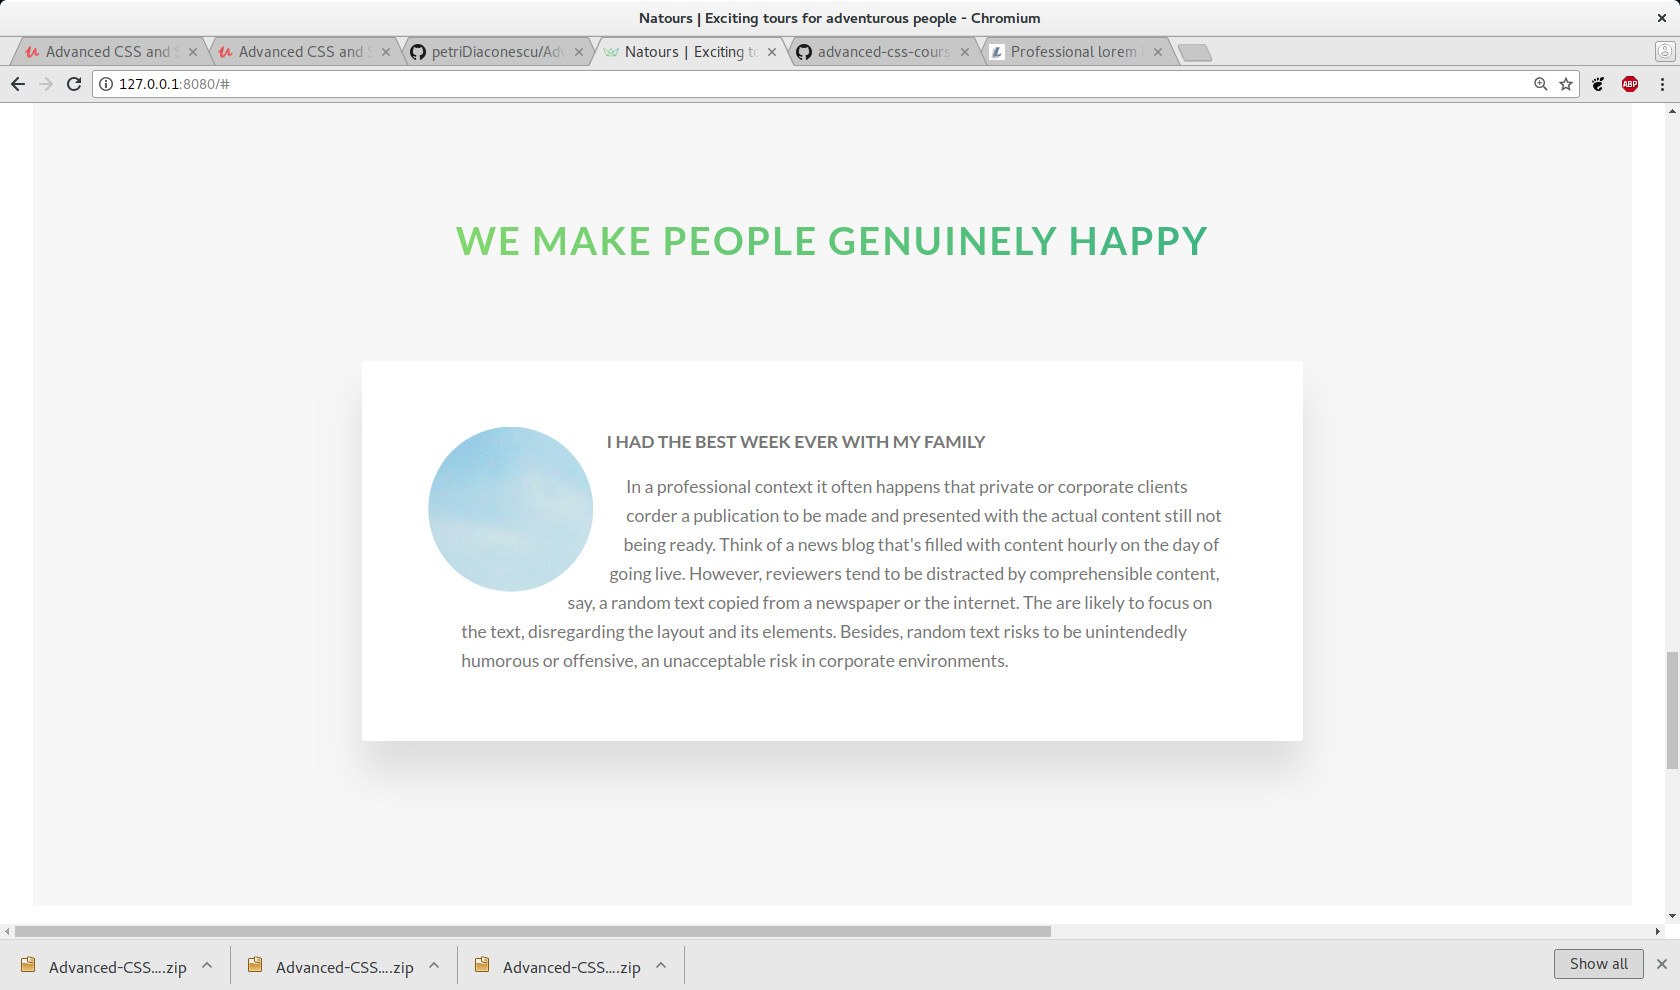 Natours | Exciting tours for adventurous people - Chromium
Advanced CSS and S
Advanced CSS and S
petriDiaconescu/Adv
Natours | Exciting to
advanced-css-cours
Professional lorem i
127.0.0.1:8080/#
ABP
WE MAKE PEOPLE GENUINELY HAPPY
I HAD THE BEST WEEK EVER WITH MY FAMILY
In a professional context it often happens that private or corporate clients
corder a publication to be made and presented with the actual content still not
being ready. Think of a news blog that's filled with content hourly on the day of
going live. However, reviewers tend to be distracted by comprehensible content,
say, a random text copied from a newspaper or the internet. The are likely to focus on
the text, disregarding the layout and its elements. Besides, random text risks to be unintendedly
humorous or offensive, an unacceptable risk in corporate environments.
Advanced-CSS....zip
Advanced-CSS....zip
Advanced-CSS....zip
Show all